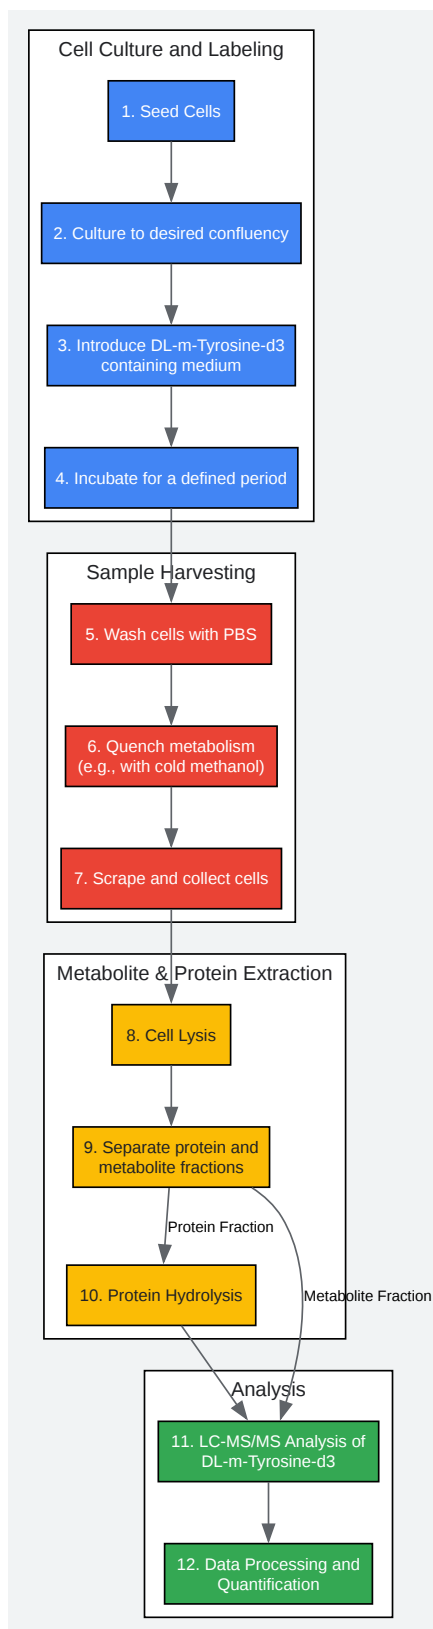 Cell Culture and Labeling
1. Seed Cells
2. Culture to desired confluency
3. Introduce DL-m-Tyrosine-d3
containing medium
4. Incubate for a defined period
Sample Harvesting
5. Wash cells with PBS
6. Quench metabolism
(e.g., with cold methanol)
7. Scrape and collect cells
Metabolite & Protein Extraction
8. Cell Lysis
9. Separate protein and
metabolite fractions
Protein Fraction
10. Protein Hydrolysis
Metabolite Fraction
Analysis
11. LC-MS/MS Analysis of
DL-m-Tyrosine-d3
12. Data Processing and
Quantification